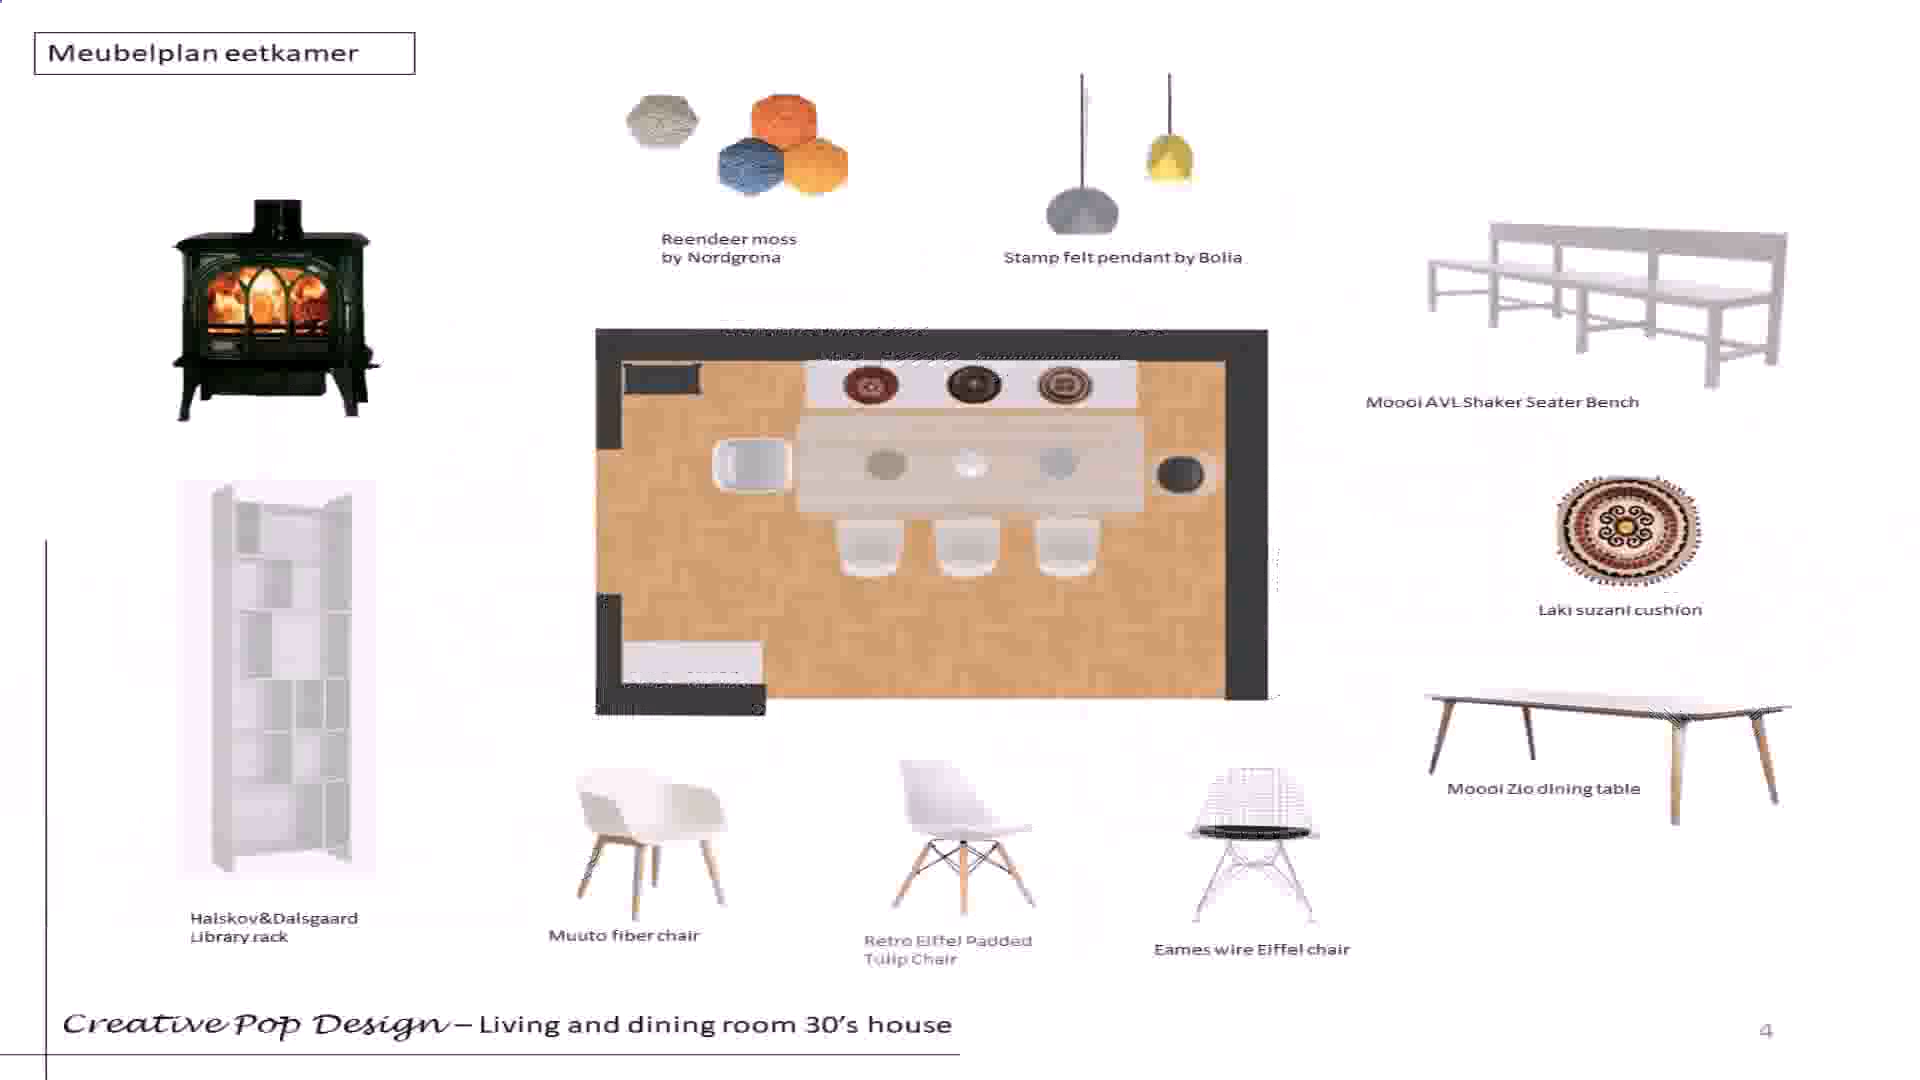 Meubelplan eetkamer
Reendeer moss
by Nordgrona
Stamp felt pendant by Bolia
Moooi AVL Shaker Seater Bench
Laki suzani cushion
Moooi Zio dining table
Halskov&Dalsgaard
Library rack
Muuto fiber chair
Retro Eiffel Padded
Tulip Chair
Eames wire Eiffel chair
Creative Pop Design – Living and dining room 30's house
4